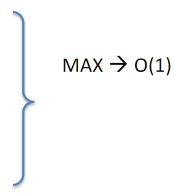 MAX → O(1)